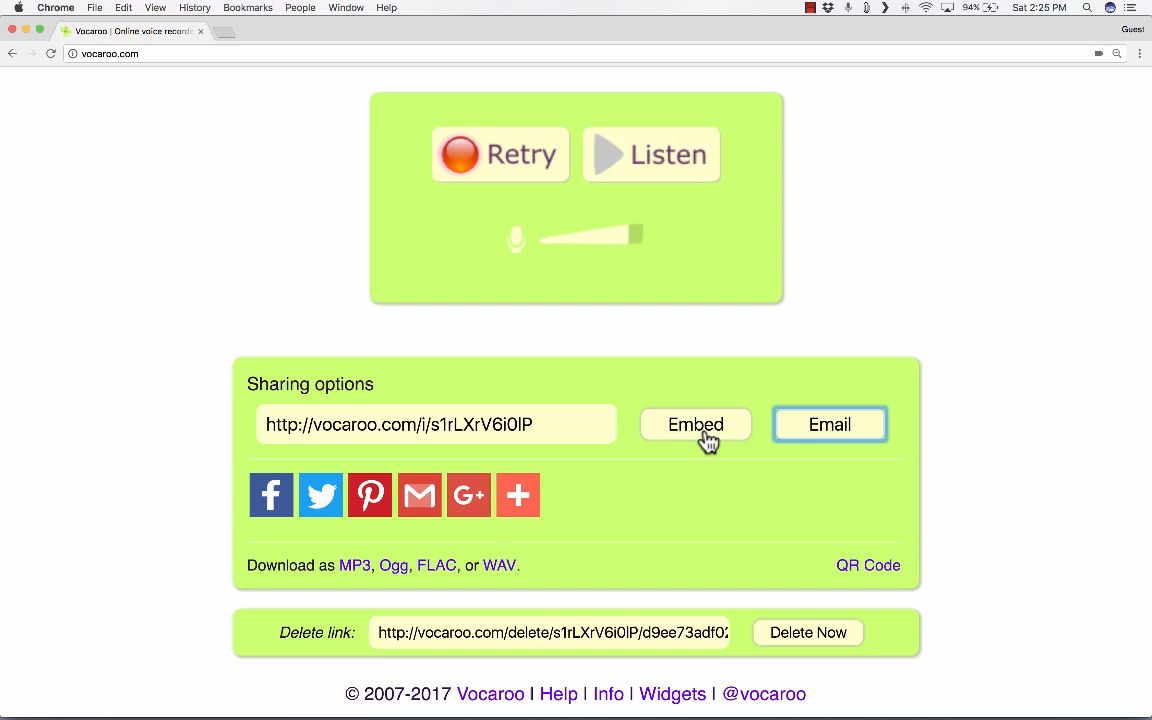 Chrome File Edit View History Bookmarks People Window Help 94% Sat 2:25 PM
Vocaroo | Online voice recorde Guest
vocaroo.com
Retry Listen
Sharing options
http://vocaroo.com/i/s1rLXrV6i0lP Embed Email
Download as MP3, Ogg, FLAC, or WAV. QR Code
Delete link: http://vocaroo.com/delete/s1rLXrV6i0lP/d9ee73adf02 Delete Now
© 2007-2017 Vocaroo | Help | Info | Widgets | @vocaroo